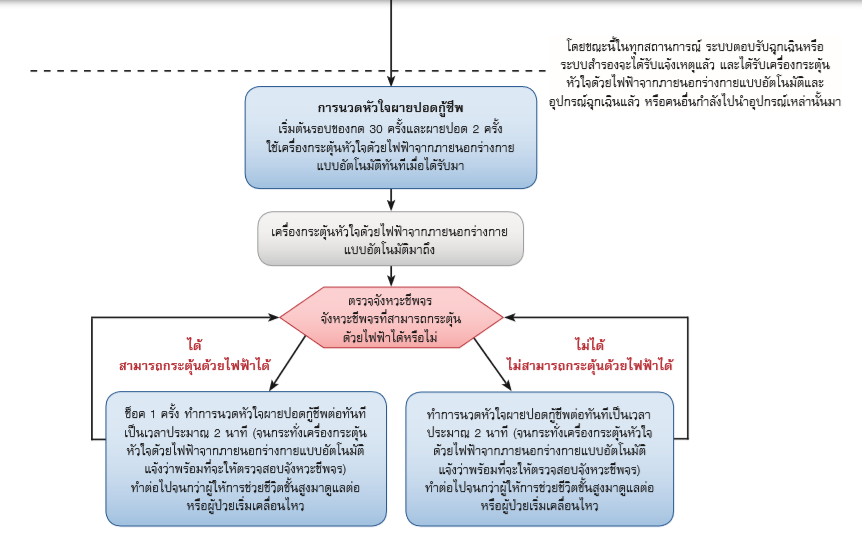 โดยขณะนี้ในทุกสถานการณ์ ระบบตอบรับฉุกเฉินหรือ
ระบบสำรองจะได้รับแจ้งเหตุแล้ว และได้รับเครื่องกระตุ้น
หัวใจด้วยไฟฟ้าจากภายนอกร่างกายแบบอัตโนมัติและ
อุปกรณ์ฉุกเฉินแล้ว หรือคนอื่นกำลังไปนำอุปกรณ์เหล่านั้นมา
การนวดหัวใจผายปอดกู้ชีพ
เริ่มต้นรอบของกด 30 ครั้งและผายปอด 2 ครั้ง
ใช้เครื่องกระตุ้นหัวใจด้วยไฟฟ้าจากภายนอกร่างกาย
แบบอัตโนมัติทันทีเมื่อได้รับมา
เครื่องกระตุ้นหัวใจด้วยไฟฟ้าจากภายนอกร่างกาย
แบบอัตโนมัติมาถึง
ตรวจจังหวะชีพจร
จังหวะชีพจรที่สามารถกระตุ้น
ด้วยไฟฟ้าได้หรือไม่
ได้
สามารถกระตุ้นด้วยไฟฟ้าได้
ไม่ได้
ไม่สามารถกระตุ้นด้วยไฟฟ้าได้
ช็อค 1 ครั้ง ทำการนวดหัวใจผายปอดกู้ชีพต่อทันที
เป็นเวลาประมาณ 2 นาที (จนกระทั่งเครื่องกระตุ้น
หัวใจด้วยไฟฟ้าจากภายนอกร่างกายแบบอัตโนมัติ
แจ้งว่าพร้อมที่จะให้ตรวจสอบจังหวะชีพจร)
ทำต่อไปจนกว่าผู้ให้การช่วยชีวิตขั้นสูงมาดูแลต่อ
หรือผู้ป่วยเริ่มเคลื่อนไหว
ทำการนวดหัวใจผายปอดกู้ชีพต่อทันทีเป็นเวลา
ประมาณ 2 นาที (จนกระทั่งเครื่องกระตุ้นหัวใจ
ด้วยไฟฟ้าจากภายนอกร่างกายแบบอัตโนมัติ
แจ้งว่าพร้อมที่จะให้ตรวจสอบจังหวะชีพจร)
ทำต่อไปจนกว่าผู้ให้การช่วยชีวิตขั้นสูงมาดูแลต่อ
หรือผู้ป่วยเริ่มเคลื่อนไหว